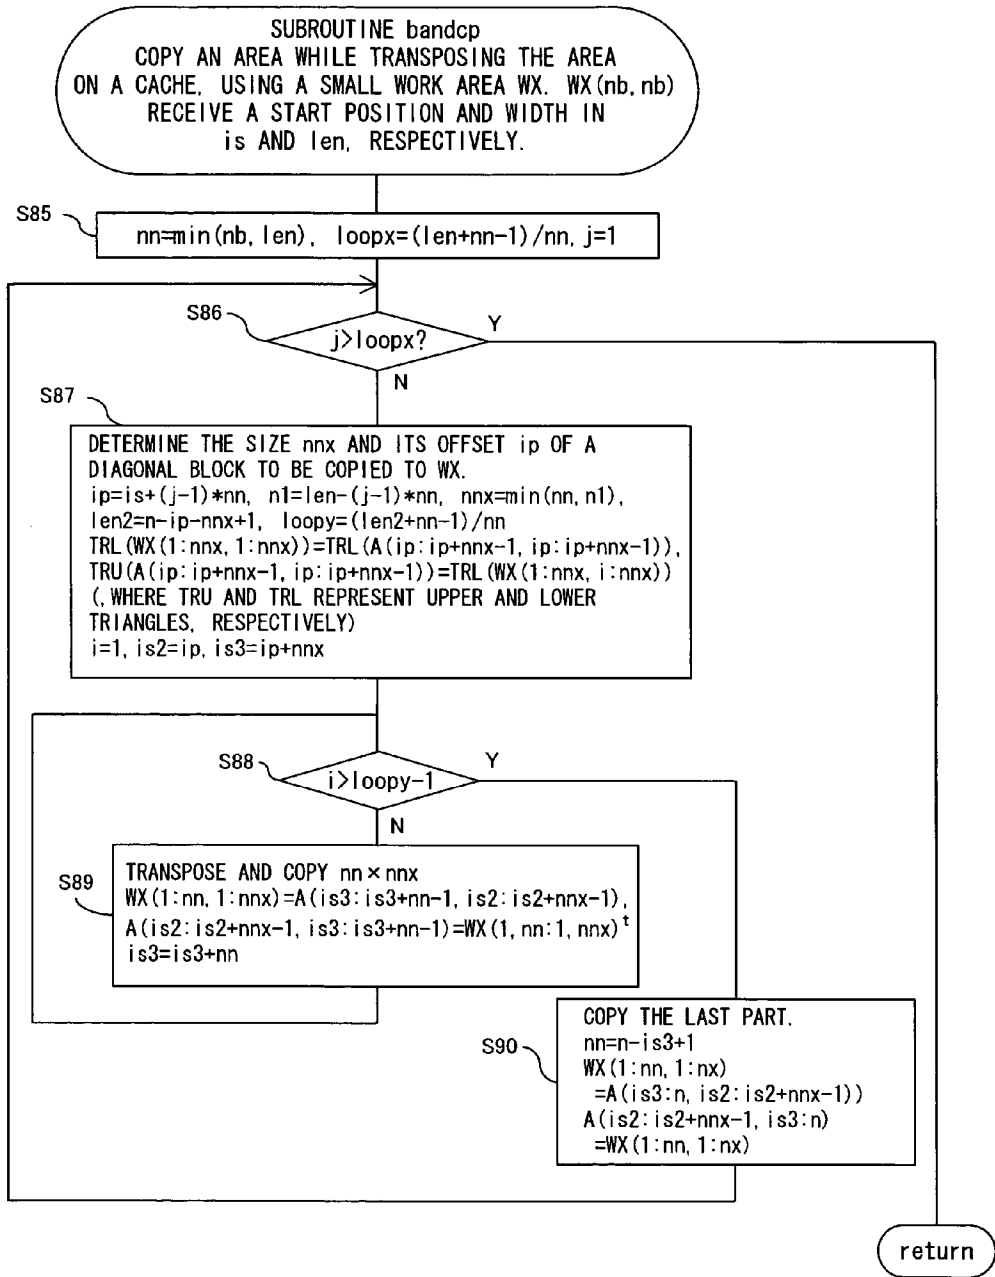 SUBROUTINE bandcp
COPY AN AREA WHILE TRANSPOSING THE AREA
ON A CACHE, USING A SMALL WORK AREA WX. WX(nb, nb)
RECEIVE A START POSITION AND WIDTH IN
is AND len, RESPECTIVELY.
S85
nn=min(nb, len), loopx=(len+nn-1)/nn, j=1
S86
j>loopx?
Y
N
S87
DETERMINE THE SIZE nnx AND ITS OFFSET ip OF A
DIAGONAL BLOCK TO BE COPIED TO WX.
ip=is+(j-1)*nn, n1=len-(j-1)*nn, nnx=min(nn, n1),
len2=n-ip-nnx+1, loopy=(len2+nn-1)/nn
TRL(WX(1:nnx, 1:nnx))=TRL(A(ip:ip+nnx-1, ip:ip+nnx-1)),
TRU(A(ip:ip+nnx-1, ip:ip+nnx-1))=TRL(WX(1:nnx, i:nnx))
(, WHERE TRU AND TRL REPRESENT UPPER AND LOWER
TRIANGLES, RESPECTIVELY)
i=1, is2=ip, is3=ip+nnx
S88
i>loopy-1
Y
N
S89
TRANSPOSE AND COPY nn×nnx
WX(1:nn, 1:nnx)=A(is3:is3+nn-1, is2:is2+nnx-1),
A(is2:is2+nnx-1, is3:is3+nn-1)=WX(1, nn:1, nnx)^t
is3=is3+nn
S90
COPY THE LAST PART.
nn=n-is3+1
WX(1:nn, 1:nx)
=A(is3:n, is2:is2+nnx-1))
A(is2:is2+nnx-1, is3:n)
=WX(1:nn, 1:nx)
return